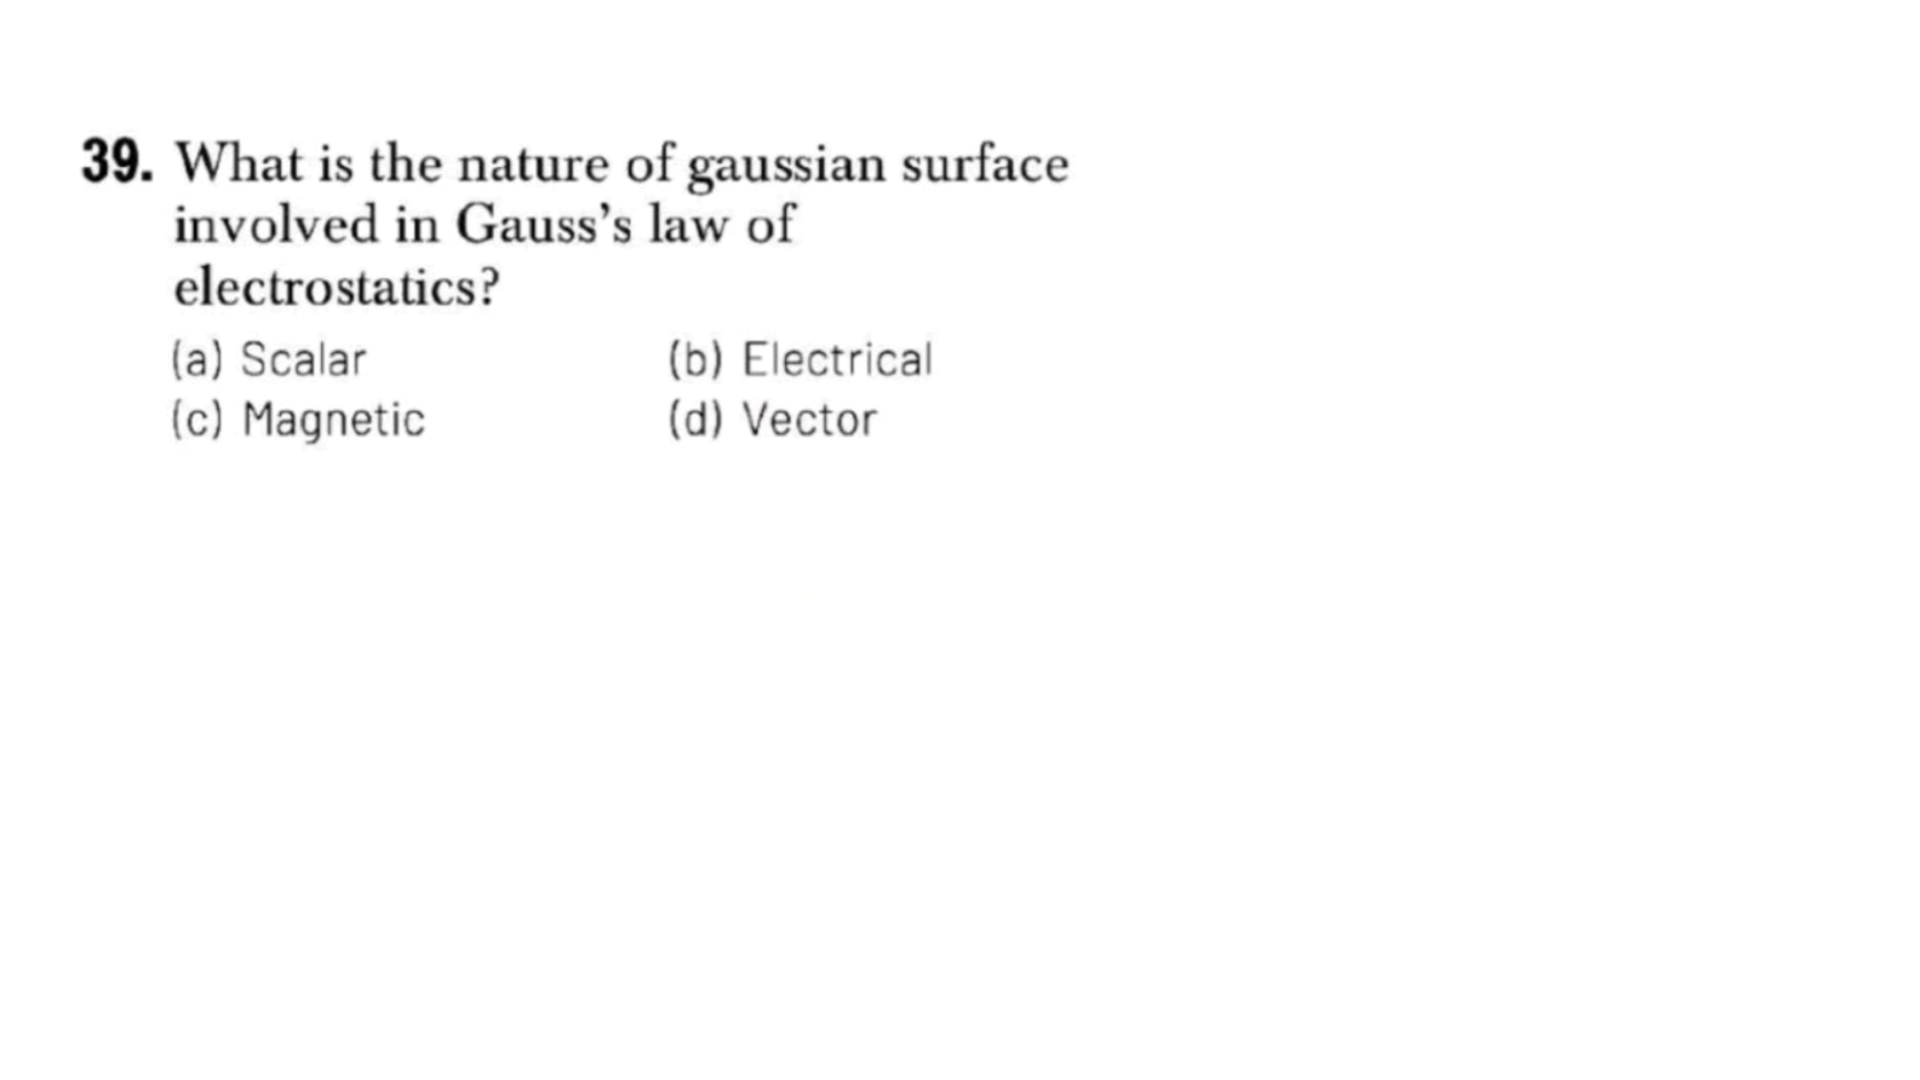 39. What is the nature of gaussian surface
involved in Gauss’s law of
electrostatics?
(a) Scalar (b) Electrical
(c) Magnetic (d) Vector